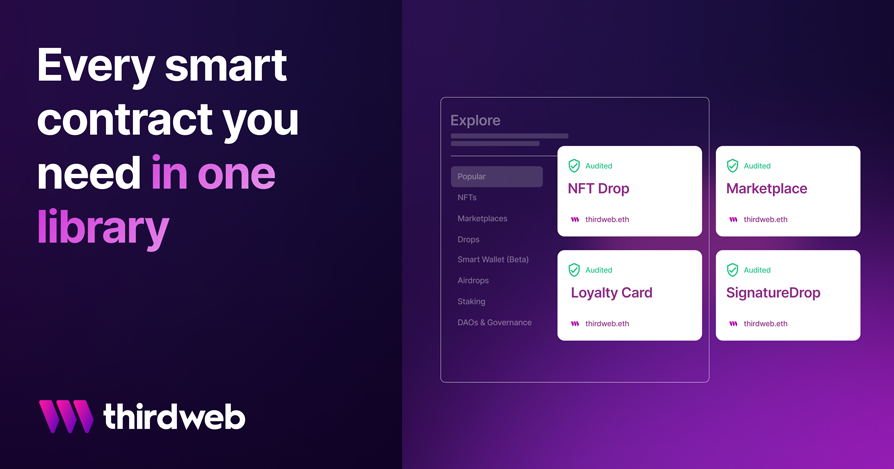 Every smart
contract you
need in one
library
thirdweb
Explore
Popular
NFTs
Marketplaces
Drops
Smart Wallet (Beta)
Airdrops
Staking
DAOs & Governance
Audited
NFT Drop
thirdweb.eth
Audited
Marketplace
thirdweb.eth
Audited
Loyalty Card
thirdweb.eth
Audited
SignatureDrop
thirdweb.eth